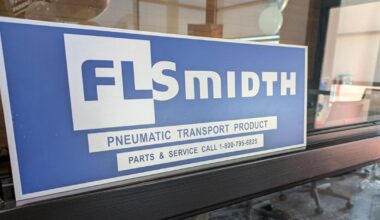 FLSMIDTH
PNEUMATIC TRANSPORT PRODUCT
PARTS & SERVICE CALL 1-800-795-6825